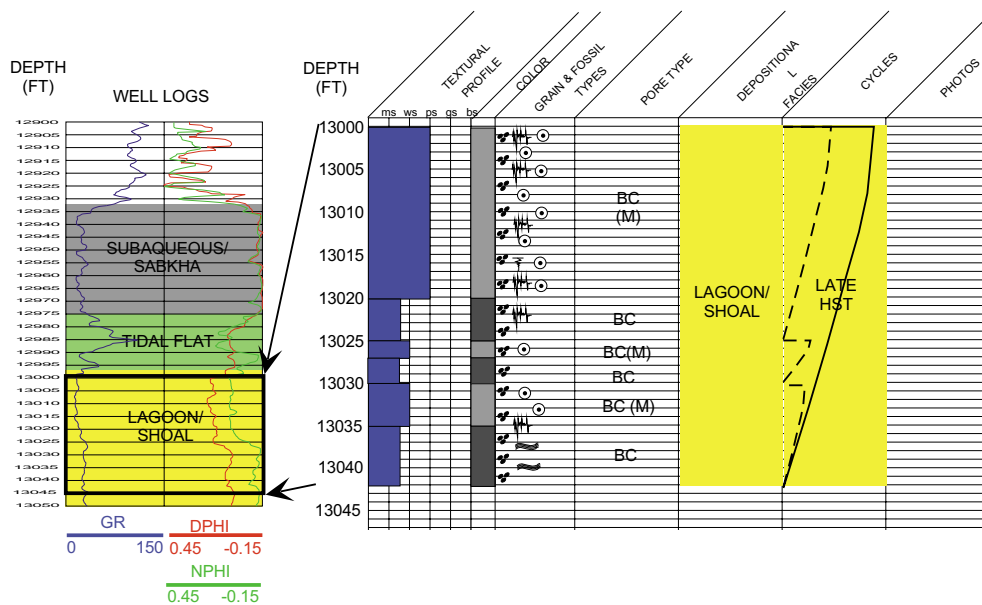 DEPTH
(FT)
WELL LOGS
12900
12905
12910
12915
12920
12925
12930
12935
12940
12945
12950
12955
12960
12965
12970
12975
12980
12985
12990
12995
13000
13005
13010
13015
13020
13025
13030
13035
13040
13045
13050
SUBAQUEOUS/
SABKHA
TIDAL FLAT
LAGOON/
SHOAL
GR
0 150
DPHI
0.45 -0.15
NPHI
0.45 -0.15
DEPTH
(FT)
TEXTURAL
PROFILE
COLOR
GRAIN & FOSSIL
TYPES
PORE TYPE
DEPOSITIONA
L
FACIES
CYCLES
PHOTOS
ms ws ps gs bs
13000
13005
13010
13015
13020
13025
13030
13035
13040
13045
BC
(M)
BC
BC(M)
BC
BC (M)
BC
LAGOON/
SHOAL
LATE
HST